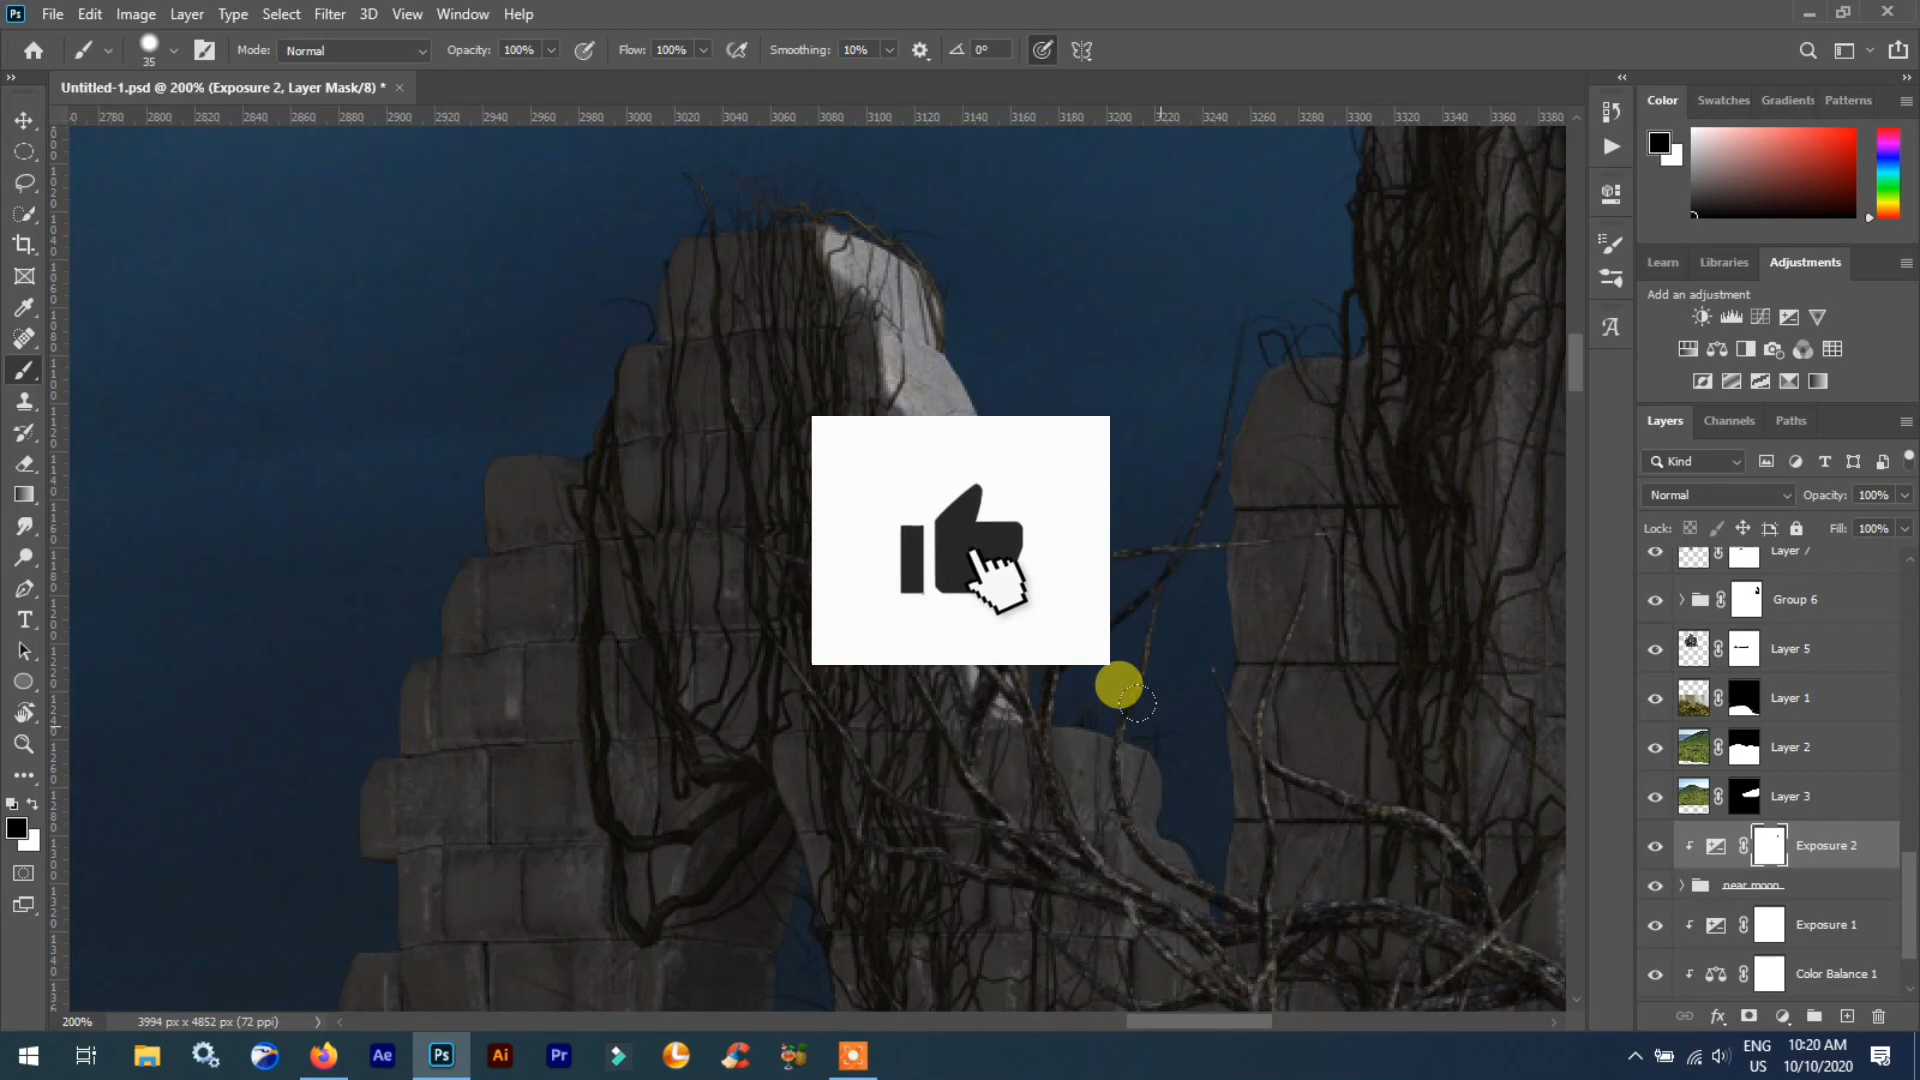 Ps File Edit Image Layer Type Select Filter 3D View Window Help
35 Mode: Normal Opacity: 100% Flow: 100% Smoothing: 10% 0°
Untitled-1.psd @ 200% (Exposure 2, Layer Mask/8) * ×
2780 2800 2820 2840 2860 2880 2900 2920 2940 2960 2980 3000 3020 3040 3060 3080 3100 3120 3140 3160 3180 3200 3220 3240 3260 3280 3300 3320 3340 3360 3380
Color Swatches Gradients Patterns
Learn Libraries Adjustments
Add an adjustment
Layers Channels Paths
Kind
Normal Opacity: 100%
Lock: Fill: 100%
Layer 7
Group 6
Layer 5
Layer 1
Layer 2
Layer 3
Exposure 2
near moon
Exposure 1
Color Balance 1
200% 3994 px x 4852 px (72 ppi)
Ae Ps Ai Pr
ENG
US
10:20 AM
10/10/2020